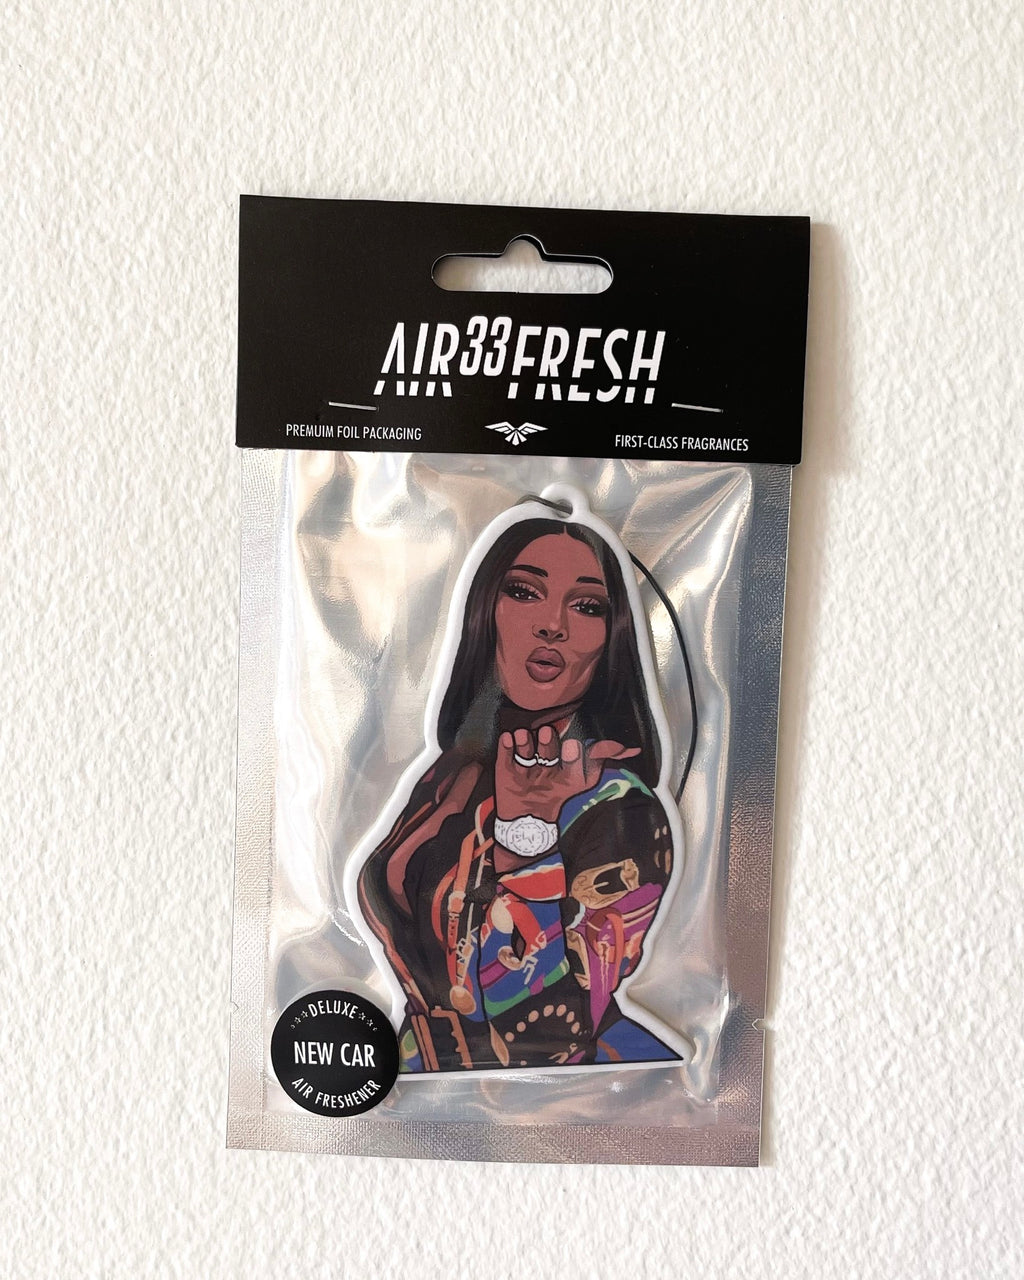 AIR33FRESH
PREMUIM FOIL PACKAGING
FIRST-CLASS FRAGRANCES
DELUXE
NEW CAR
AIR FRESHENER